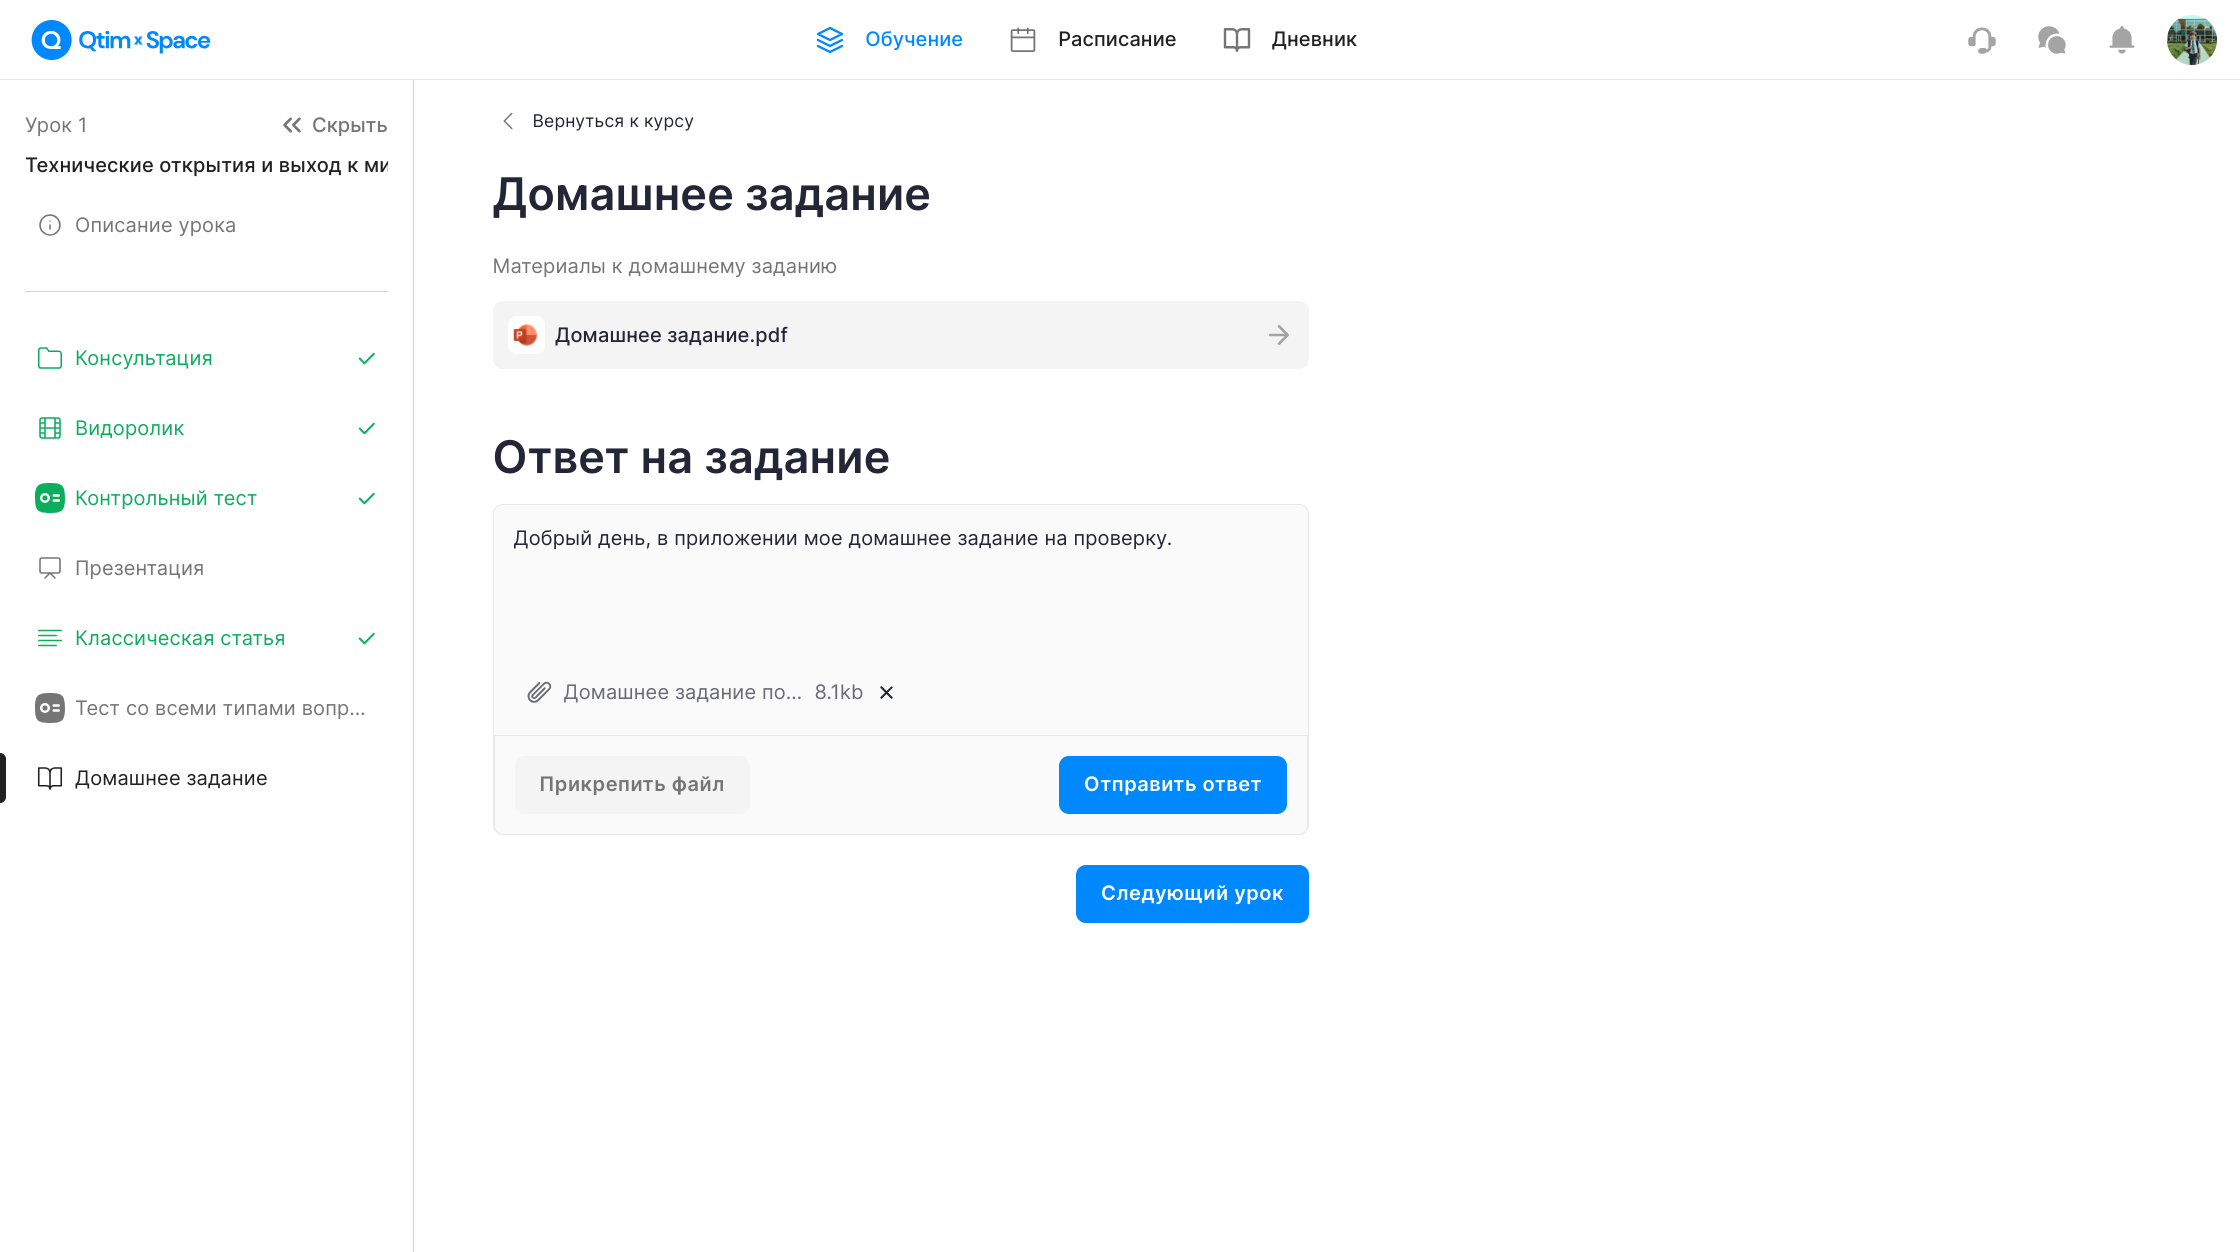 Qtim x Space
Обучение
Расписание
Дневник
Урок 1
Скрыть
Технические открытия и выход к ми
Описание урока
Консультация
Видоролик
Контрольный тест
Презентация
Классическая статья
Тест со всеми типами вопр...
Домашнее задание
Вернуться к курсу
Домашнее задание
Материалы к домашнему заданию
P Домашнее задание.pdf
Ответ на задание
Добрый день, в приложении мое домашнее задание на проверку.
Домашнее задание по... 8.1kb
Прикрепить файл
Отправить ответ
Следующий урок